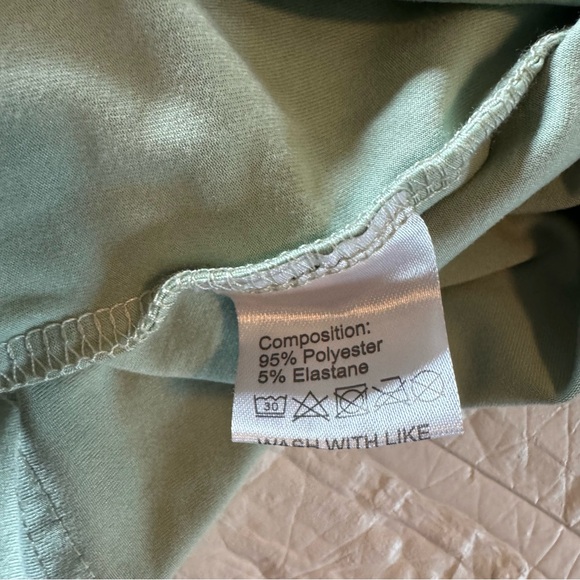 Composition:
95% Polyester
5% Elastane
30
WASH WITH LIKE